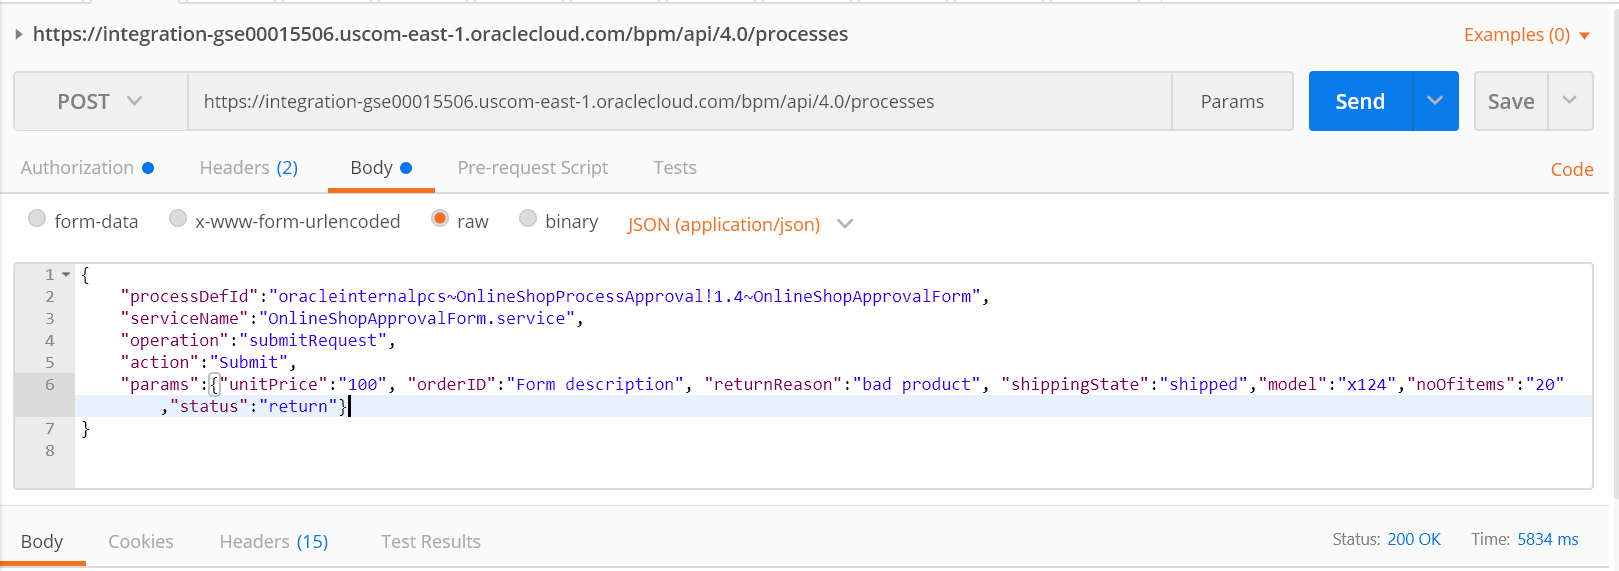 https://integration-gse00015506.uscom-east-1.oraclecloud.com/bpm/api/4.0/processes
Examples (0)
POST
https://integration-gse00015506.uscom-east-1.oraclecloud.com/bpm/api/4.0/processes
Params
Send
Save
Authorization
Headers (2)
Body
Pre-request Script
Tests
Code
form-data
x-www-form-urlencoded
raw
binary
JSON (application/json)
1 {
2 "processDefId":"oracleinternalpcs~OnlineShopProcessApproval!1.4~OnlineShopApprovalForm",
3 "serviceName":"OnlineShopApprovalForm.service",
4 "operation":"submitRequest",
5 "action":"Submit",
6 "params":{"unitPrice":"100", "orderID":"Form description", "returnReason":"bad product", "shippingState":"shipped","model":"x124","noOfitems":"20"
,"status":"return"}
7 }
8
Body
Cookies
Headers (15)
Test Results
Status: 200 OK
Time: 5834 ms